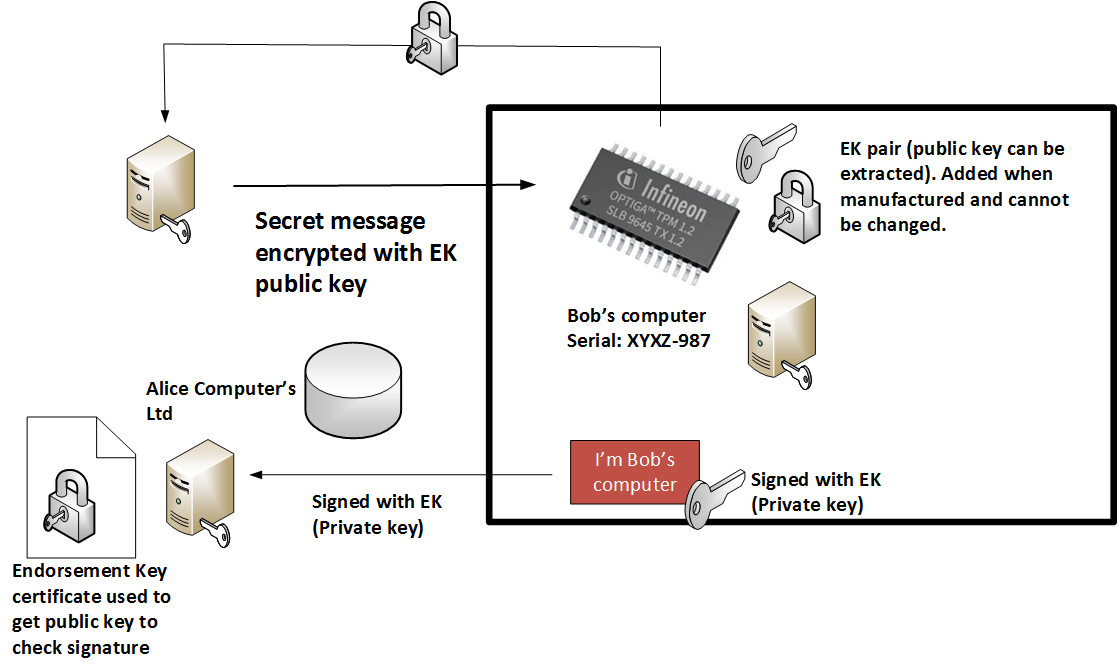 EK pair (public key can be
extracted). Added when
manufactured and cannot
be changed.
Infineon
OPTIGA™ TPM 1.2
SLB 9645 TX 1.2
Secret message
encrypted with EK
public key
Bob's computer
Serial: XYXZ-987
Alice Computer's
Ltd
I'm Bob's
computer
Signed with EK
(Private key)
Signed with EK
(Private key)
Endorsement Key
certificate used to
get public key to
check signature